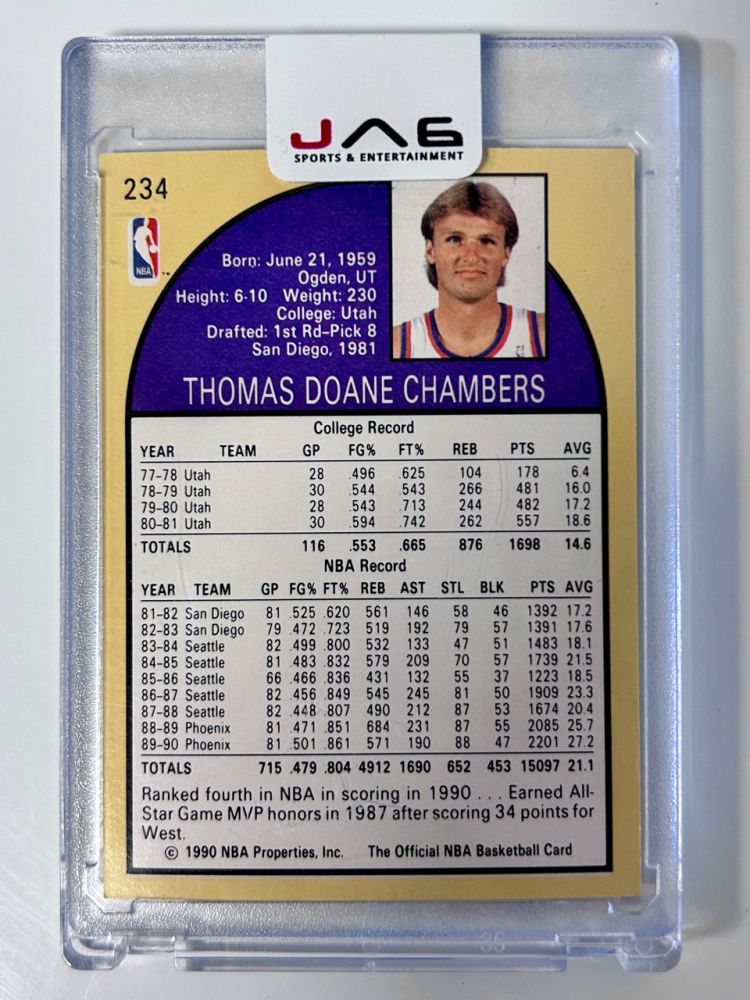 JA6
SPORTS & ENTERTAINMENT
234
NBA
Born: June 21, 1959
Ogden, UT
Height: 6-10 Weight: 230
College: Utah
Drafted: 1st Rd-Pick 8
San Diego, 1981
THOMAS DOANE CHAMBERS
College Record
YEAR TEAM GP FG% FT% REB PTS AVG
77-78 Utah 28 .496 .625 104 178 6.4
78-79 Utah 30 .544 .543 266 481 16.0
79-80 Utah 28 .543 .713 244 482 17.2
80-81 Utah 30 .594 .742 262 557 18.6
TOTALS 116 .553 .665 876 1698 14.6
NBA Record
YEAR TEAM GP FG% FT% REB AST STL BLK PTS AVG
81-82 San Diego 81 .525 .620 561 146 58 46 1392 17.2
82-83 San Diego 79 .472 .723 519 192 79 57 1391 17.6
83-84 Seattle 82 .499 .800 532 133 47 51 1483 18.1
84-85 Seattle 81 .483 .832 579 209 70 57 1739 21.5
85-86 Seattle 66 .466 .836 431 132 55 37 1223 18.5
86-87 Seattle 82 .456 .849 545 245 81 50 1909 23.3
87-88 Seattle 82 .448 .807 490 212 87 53 1674 20.4
88-89 Phoenix 81 .471 .851 684 231 87 55 2085 25.7
89-90 Phoenix 81 .501 .861 571 190 88 47 2201 27.2
TOTALS 715 .479 .804 4912 1690 652 453 15097 21.1
Ranked fourth in NBA in scoring in 1990 . . . Earned All-
Star Game MVP honors in 1987 after scoring 34 points for
West.
© 1990 NBA Properties, Inc. The Official NBA Basketball Card